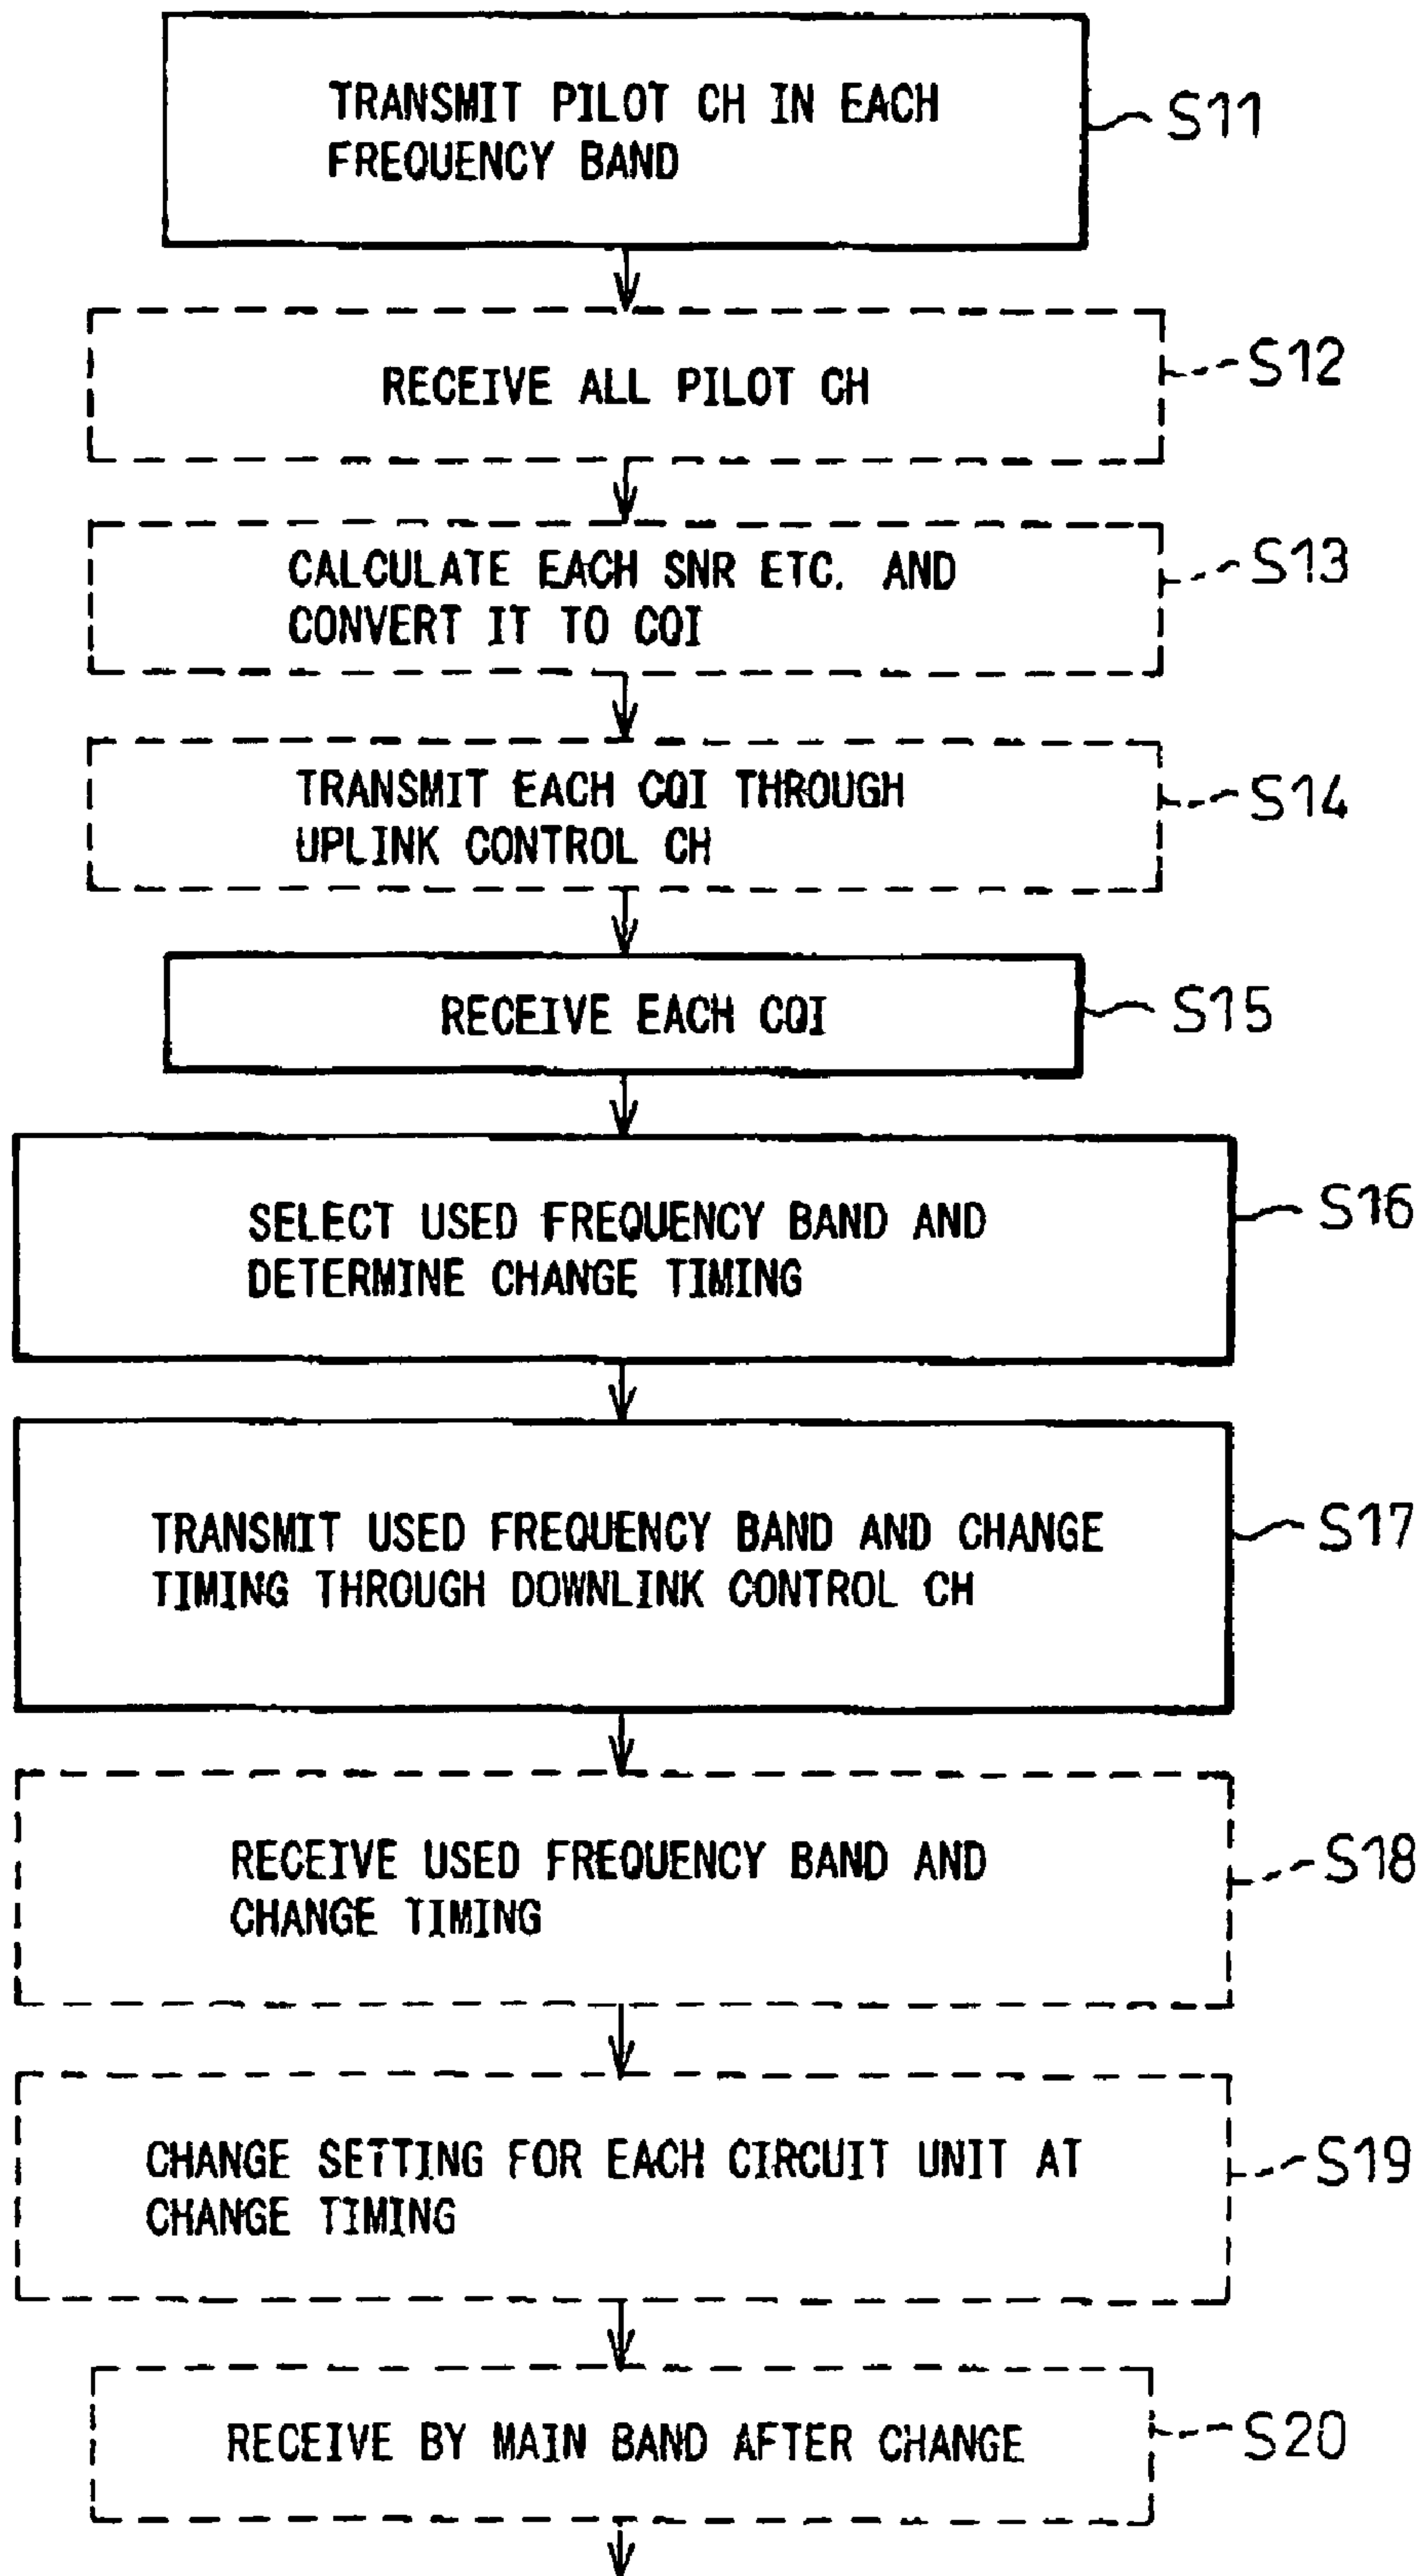 TRANSMIT PILOT CH IN EACH
FREQUENCY BAND
S11
RECEIVE ALL PILOT CH
S12
CALCULATE EACH SNR ETC. AND
CONVERT IT TO CQI
S13
TRANSMIT EACH CQI THROUGH
UPLINK CONTROL CH
S14
RECEIVE EACH CQI
S15
SELECT USED FREQUENCY BAND AND
DETERMINE CHANGE TIMING
S16
TRANSMIT USED FREQUENCY BAND AND CHANGE
TIMING THROUGH DOWNLINK CONTROL CH
S17
RECEIVE USED FREQUENCY BAND AND
CHANGE TIMING
S18
CHANGE SETTING FOR EACH CIRCUIT UNIT AT
CHANGE TIMING
S19
RECEIVE BY MAIN BAND AFTER CHANGE
S20